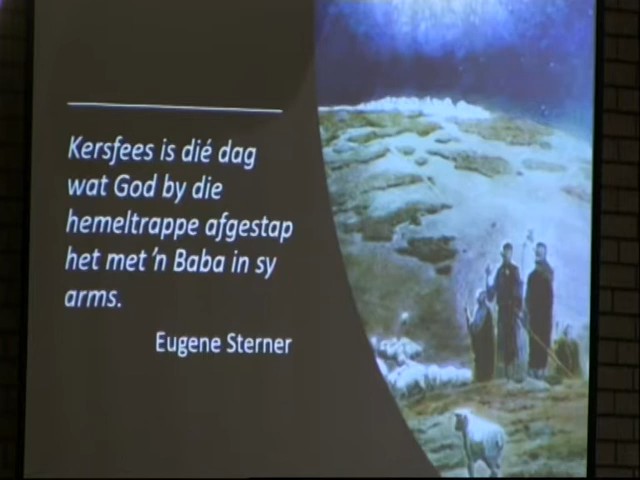 Kersfees is dié dag
wat God by die
hemeltrappe afgestap
het met 'n Baba in sy
arms.
Eugene Sterner